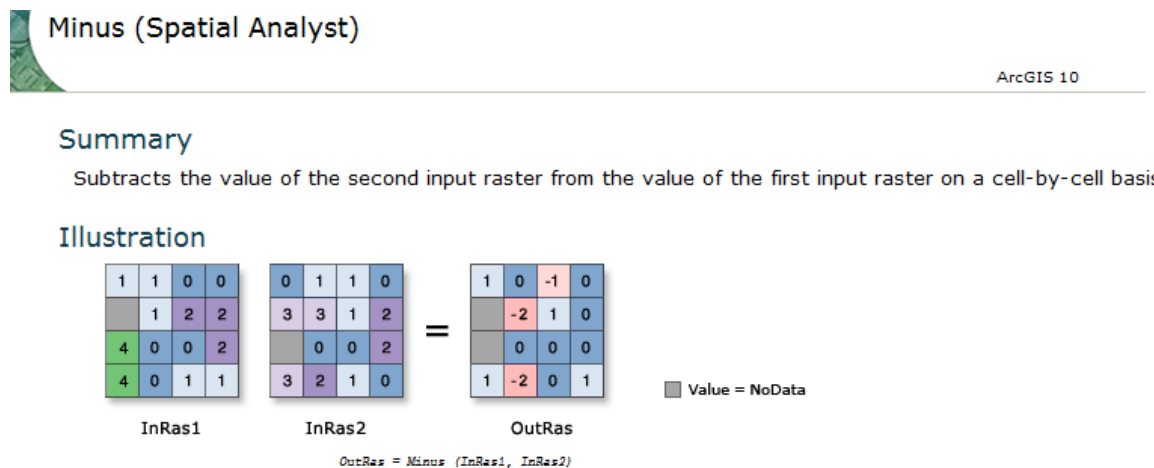 Minus (Spatial Analyst)
ArcGIS 10
Summary
Subtracts the value of the second input raster from the value of the first input raster on a cell-by-cell basis
Illustration
1 1 0 0 0 1 1 0 1 0 -1 0
1 2 2 3 3 1 2 = -2 1 0
4 0 0 2 0 0 2 0 0 0
4 0 1 1 3 2 1 0 1 -2 0 1
Value = NoData
InRas1 InRas2 OutRas
OutRas = Minus (InRas1, InRas2)